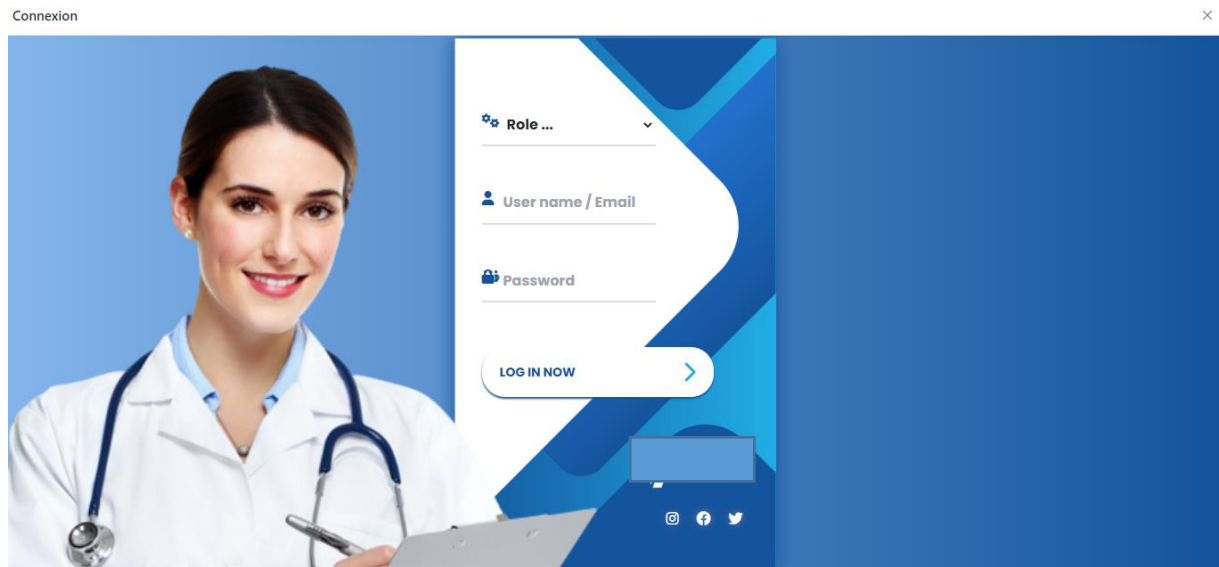 Connexion
Role ...
User name / Email
Password
LOG IN NOW